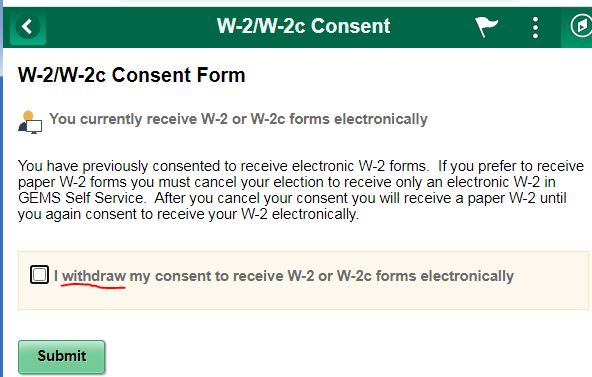 W-2/W-2c Consent
W-2/W-2c Consent Form
You currently receive W-2 or W-2c forms electronically
You have previously consented to receive electronic W-2 forms.  If you prefer to receive
paper W-2 forms you must cancel your election to receive only an electronic W-2 in
GEMS Self Service.  After you cancel your consent you will receive a paper W-2 until
you again consent to receive your W-2 electronically.
I withdraw my consent to receive W-2 or W-2c forms electronically
Submit